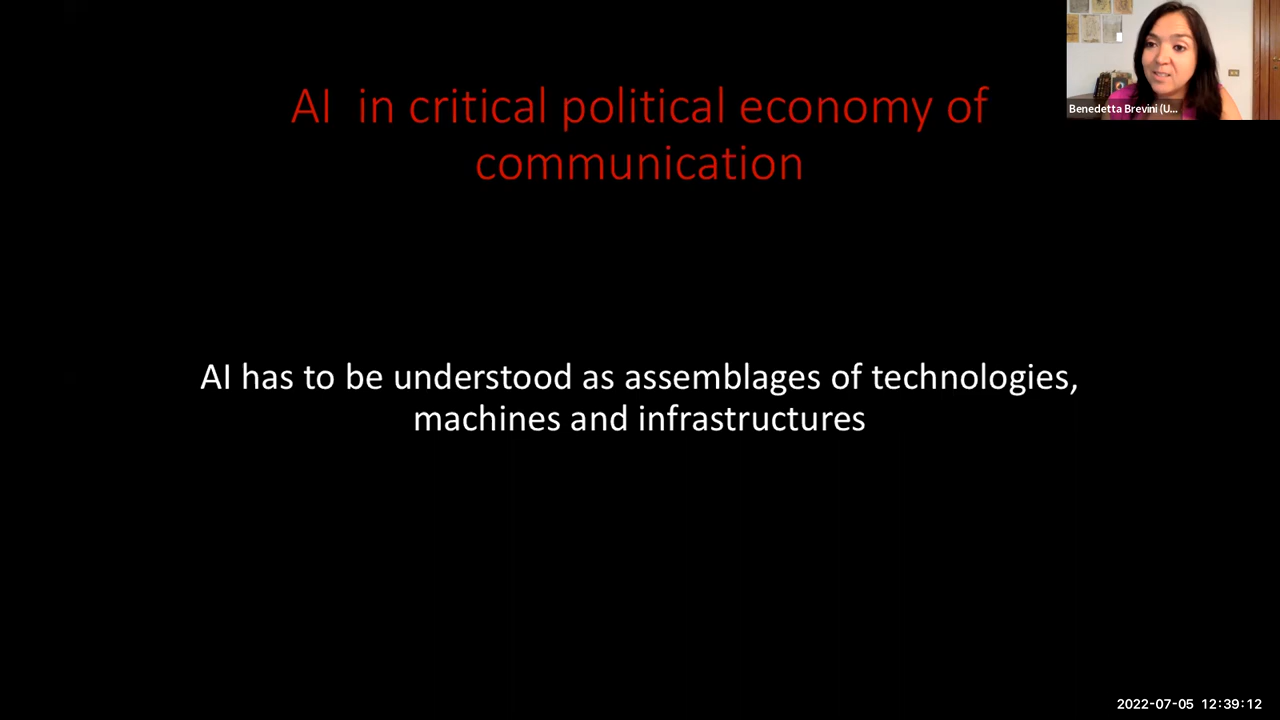 AI  in critical political economy of
communication
Benedetta Brevini (U...
AI has to be understood as assemblages of technologies,
machines and infrastructures
2022-07-05 12:39:12